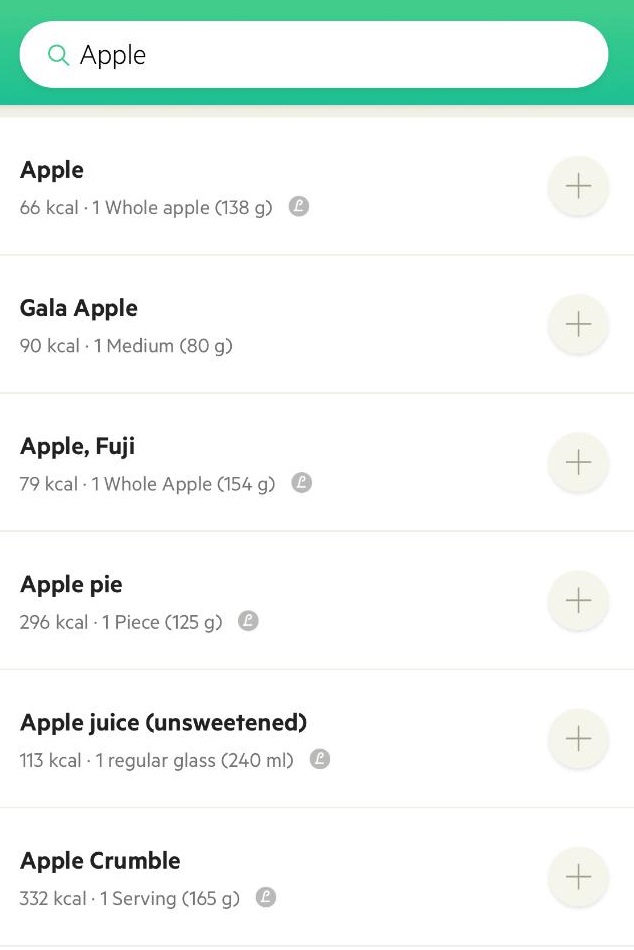 Apple
Apple
66 kcal · 1 Whole apple (138 g)
Gala Apple
90 kcal · 1 Medium (80 g)
Apple, Fuji
79 kcal · 1 Whole Apple (154 g)
Apple pie
296 kcal · 1 Piece (125 g)
Apple juice (unsweetened)
113 kcal · 1 regular glass (240 ml)
Apple Crumble
332 kcal · 1 Serving (165 g)